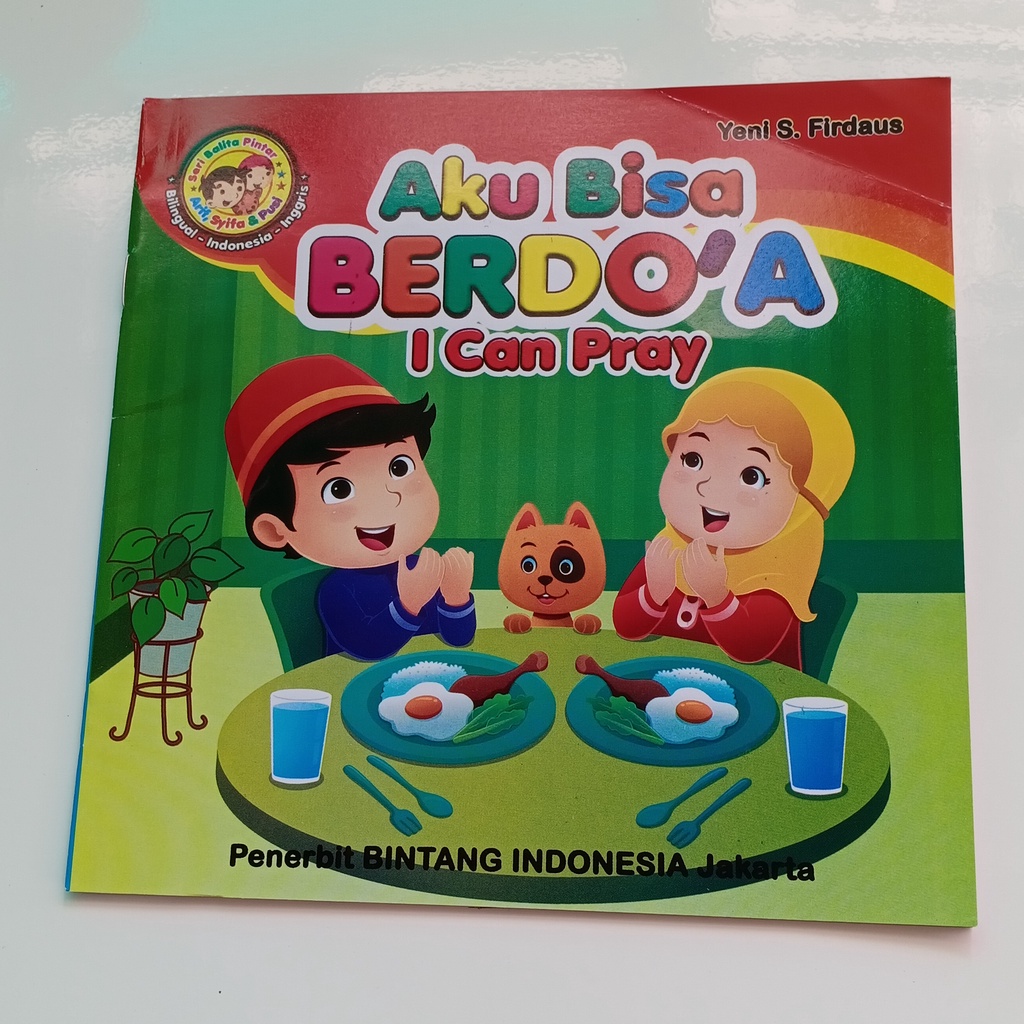 Yeni S. Firdaus
Seri Balita Pintar
Arif, Syifa & Pusi
Bilingual - Indonesia - Inggris
Aku Bisa
BERDO'A
I Can Pray
Penerbit BINTANG INDONESIA Jakarta